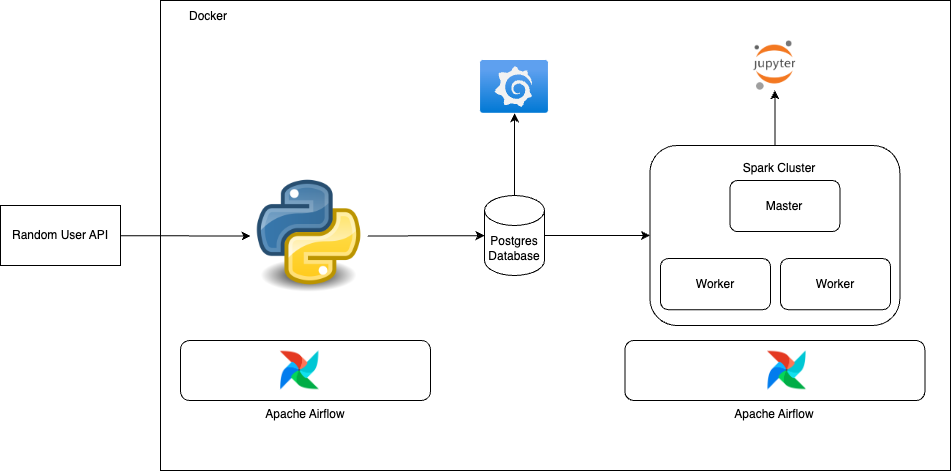 Docker
jupyter
Spark Cluster
Master
Random User API
Postgres
Database
Worker
Worker
Apache Airflow
Apache Airflow